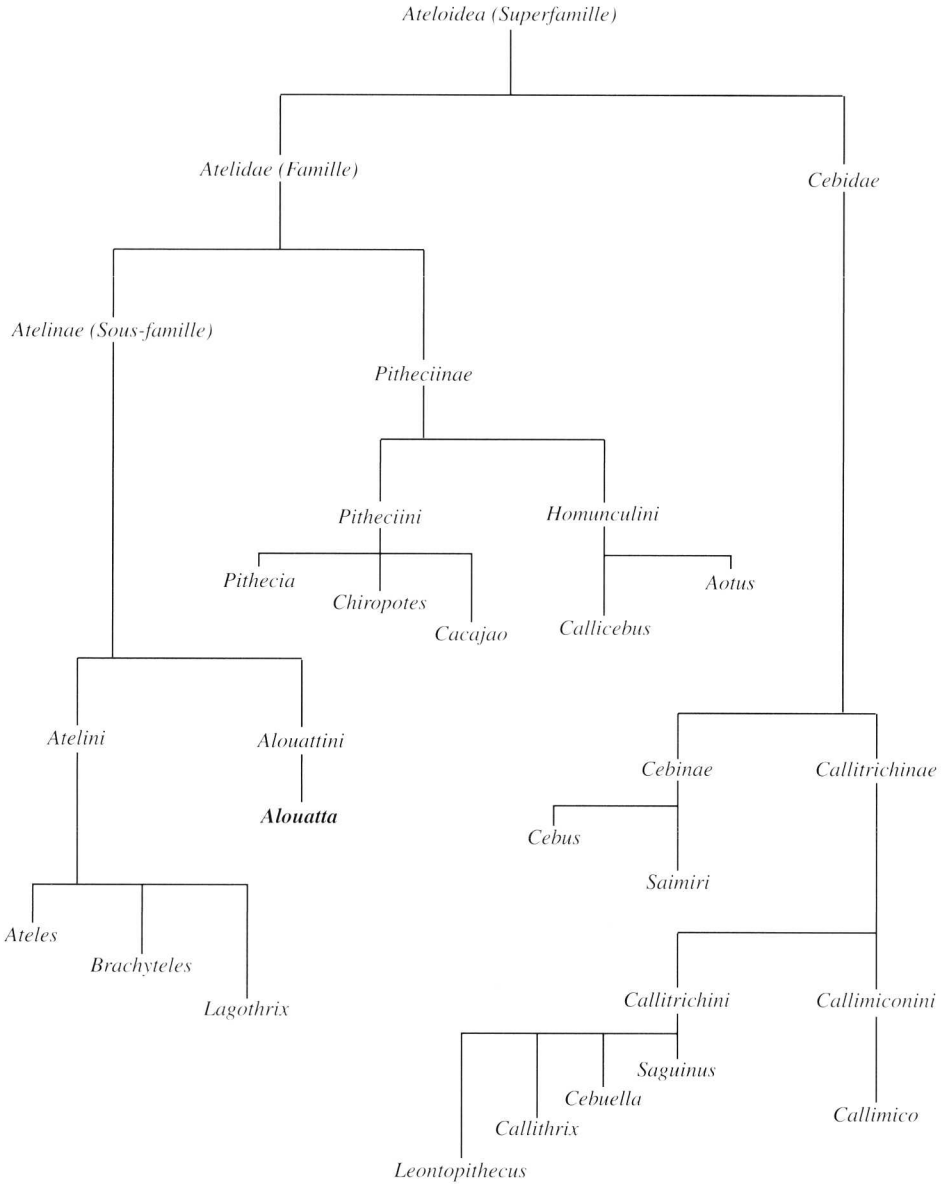 Ateloidea (Superfamille)
Atelidae (Famille)
Cebidae
Atelinae (Sous-famille)
Pitheciinae
Pitheciini
Homunculini
Pithecia
Chiropotes
Cacajao
Callicebus
Aotus
Atelini
Alouattini
Alouatta
Cebinae
Callitrichinae
Cebus
Saimiri
Ateles
Brachyteles
Lagothrix
Callitrichini
Callimiconini
Saguinus
Cebuella
Callithrix
Leontopithecus
Callimico